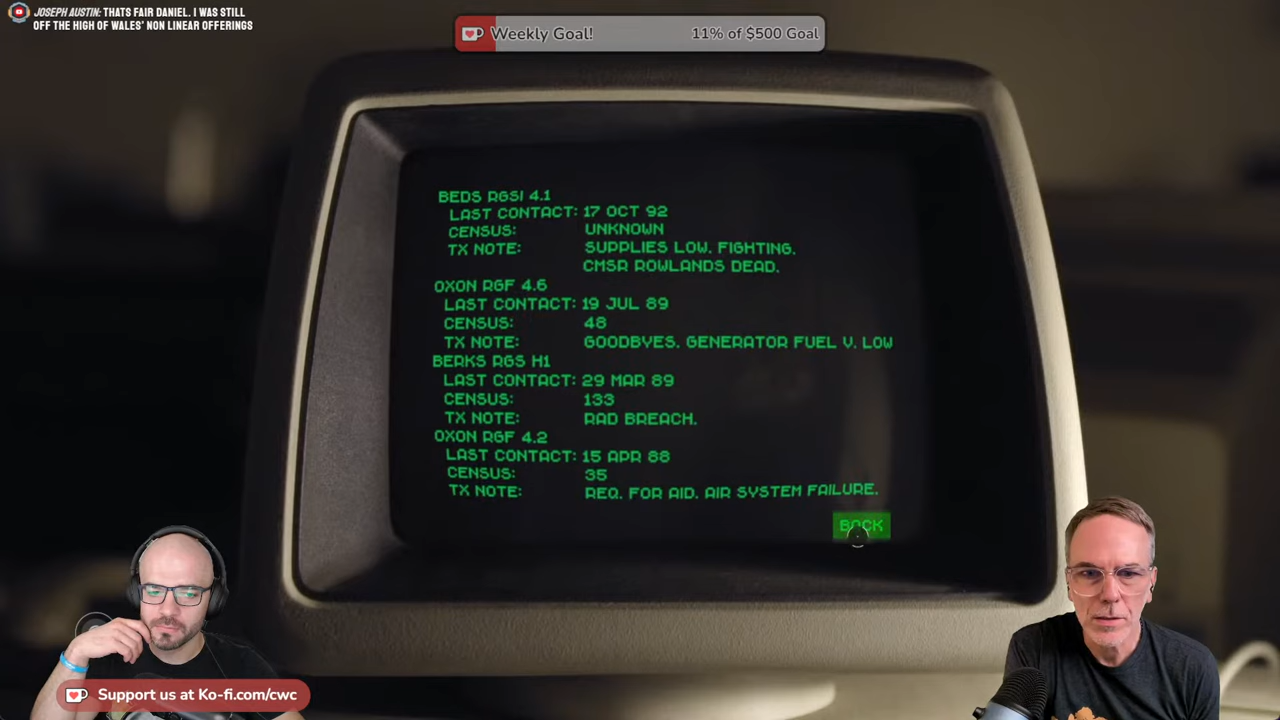 JOSEPH AUSTIN: THATS FAIR DANIEL. I WAS STILL
OFF THE HIGH OF WALES' NON LINEAR OFFERINGS
Weekly Goal! 11% of $500 Goal
BEDS RGSI 4.1
LAST CONTACT: 17 OCT 92
CENSUS: UNKNOWN
TX NOTE: SUPPLIES LOW. FIGHTING.
CMSR ROWLANDS DEAD.
OXON RGF 4.6
LAST CONTACT: 19 JUL 89
CENSUS: 48
TX NOTE: GOODBYES. GENERATOR FUEL V. LOW
BERKS RGS H1
LAST CONTACT: 29 MAR 89
CENSUS: 133
TX NOTE: RAD BREACH.
OXON RGF 4.2
LAST CONTACT: 15 APR 88
CENSUS: 35
TX NOTE: REQ. FOR AID. AIR SYSTEM FAILURE.
BACK
Support us at Ko-fi.com/cwc